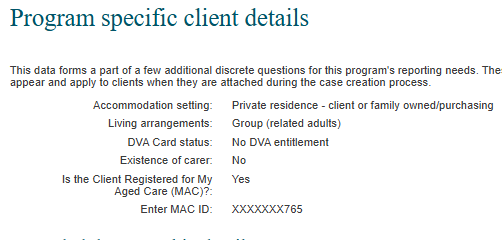 Program specific client details
This data forms a part of a few additional discrete questions for this program's reporting needs.
appear and apply to clients when they are attached during the case creation process.
Accommodation setting: Private residence - client or family owned/purchasing
Living arrangements: Group (related adults)
DVA Card status: No DVA entitlement
Existence of carer: No
Is the Client Registered for My Yes
Aged Care (MAC)?:
Enter MAC ID: XXXXXXX765